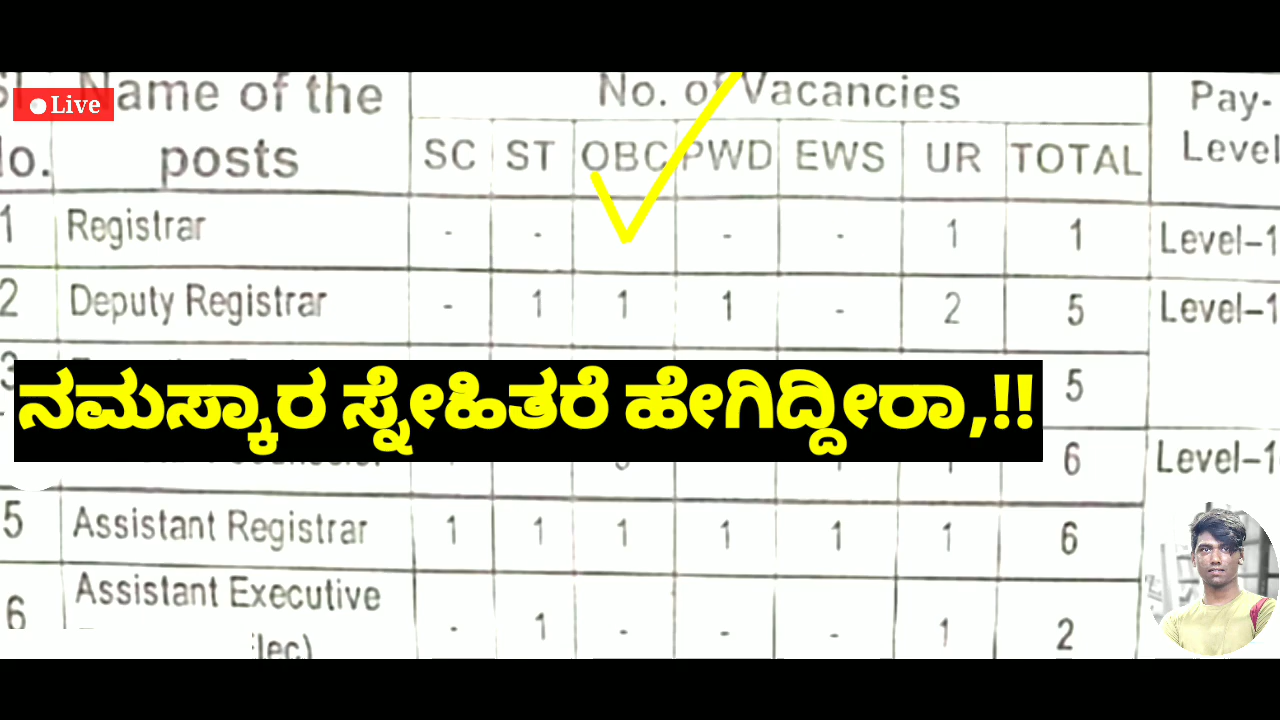 Live
Name of the posts
No. of Vacancies
Pay-Level
SC ST OBC PWD EWS UR TOTAL
1 Registrar - - - - 1 1 Level-1
2 Deputy Registrar - 1 1 1 - 2 5 Level-1
3 5
ನಮಸ್ಕಾರ ಸ್ನೇಹಿತರೆ ಹೇಗಿದ್ದೀರಾ,!!
6 Level-1
5 Assistant Registrar 1 1 1 1 1 1 6
6 Assistant Executive - 1 - - - 1 2